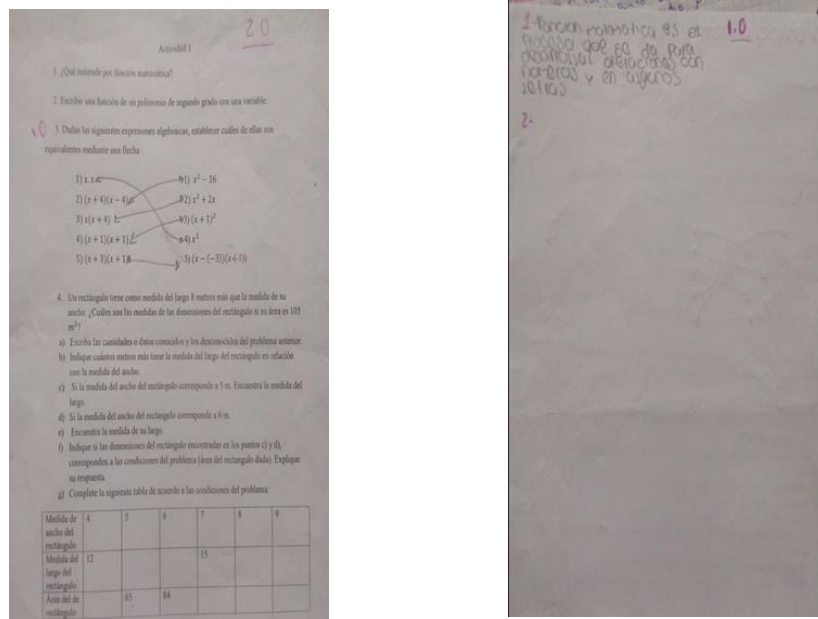 2.0
Actividad 1
1. ¿Qué entiende por función matemática?
2. Escribir una función de un polinomio de segundo grado con una variable.
3. Dadas las siguientes expresiones algebraicas, establecer cuáles de ellas son
equivalentes mediante una flecha
1) x.x 1) x² − 16
2) (x + 4)(x − 4) 2) x² + 2x
3) x(x + 4) 3) (x + 1)²
4) (x + 1)(x + 1) 4) x²
5) (x + 3)(x + 1) 5) (x − (−3))(x-(-1))
4. Un rectángulo tiene como medida del largo 8 metros más que la medida de su
ancho. ¿Cuáles son las medidas de las dimensiones del rectángulo si su área es 105
m²?
a) Escriba las cantidades o datos conocidos y los desconocidos del problema anterior.
b) Indique cuántos metros más tiene la medida del largo del rectángulo en relación
con la medida del ancho.
c) Si la medida del ancho del rectángulo corresponde a 5 m. Encuentra la medida del
largo.
d) Si la medida del ancho del rectángulo corresponde a 6 m.
e) Encuentra la medida de su largo.
f) Indique si las dimensiones del rectángulo encontradas en los puntos c) y d),
corresponden a las condiciones del problema (área del rectángulo dada). Explique
su respuesta.
g) Complete la siguiente tabla de acuerdo a las condiciones del problema:
Medida de 4 5 6 7 8 9
ancho del
rectángulo
Medida del 12 15
largo del
rectángulo
Área del de 65 84
rectángulo
1- matematica es el 1.0
proceso que se da para
desarrollar con
numeros y en algunos
letras
2-